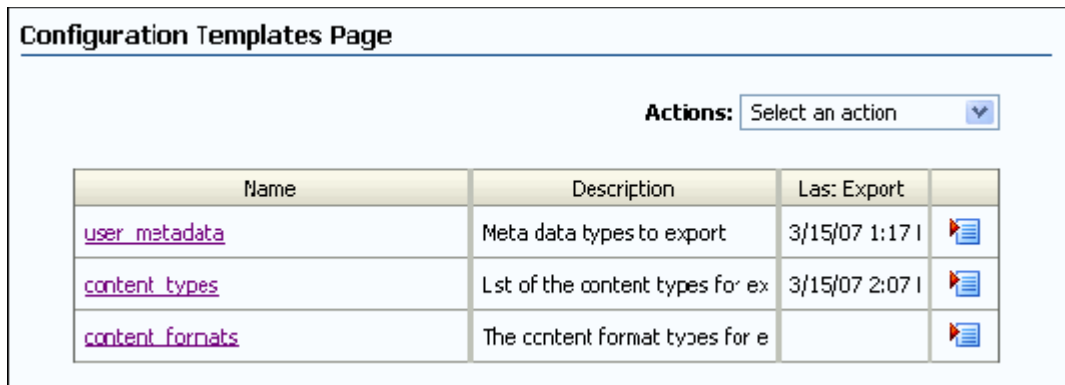 Configuration Templates Page
Actions: Select an action
Name Description Last Export
user_metadata Meta data types to export 3/15/07 1:17
content_types List of the content types for ex 3/15/07 2:07
content_formats The content format types for e